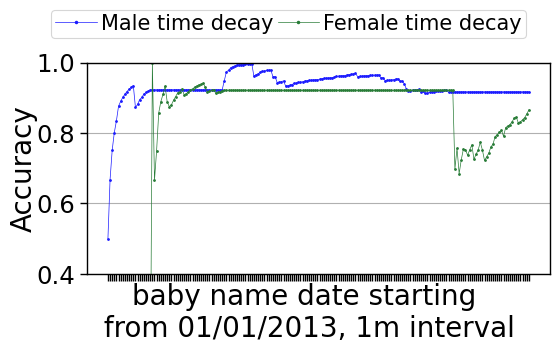 Male time decay Female time decay
1.0
0.8
0.6
0.4
Accuracy
baby name date starting
from 01/01/2013, 1m interval